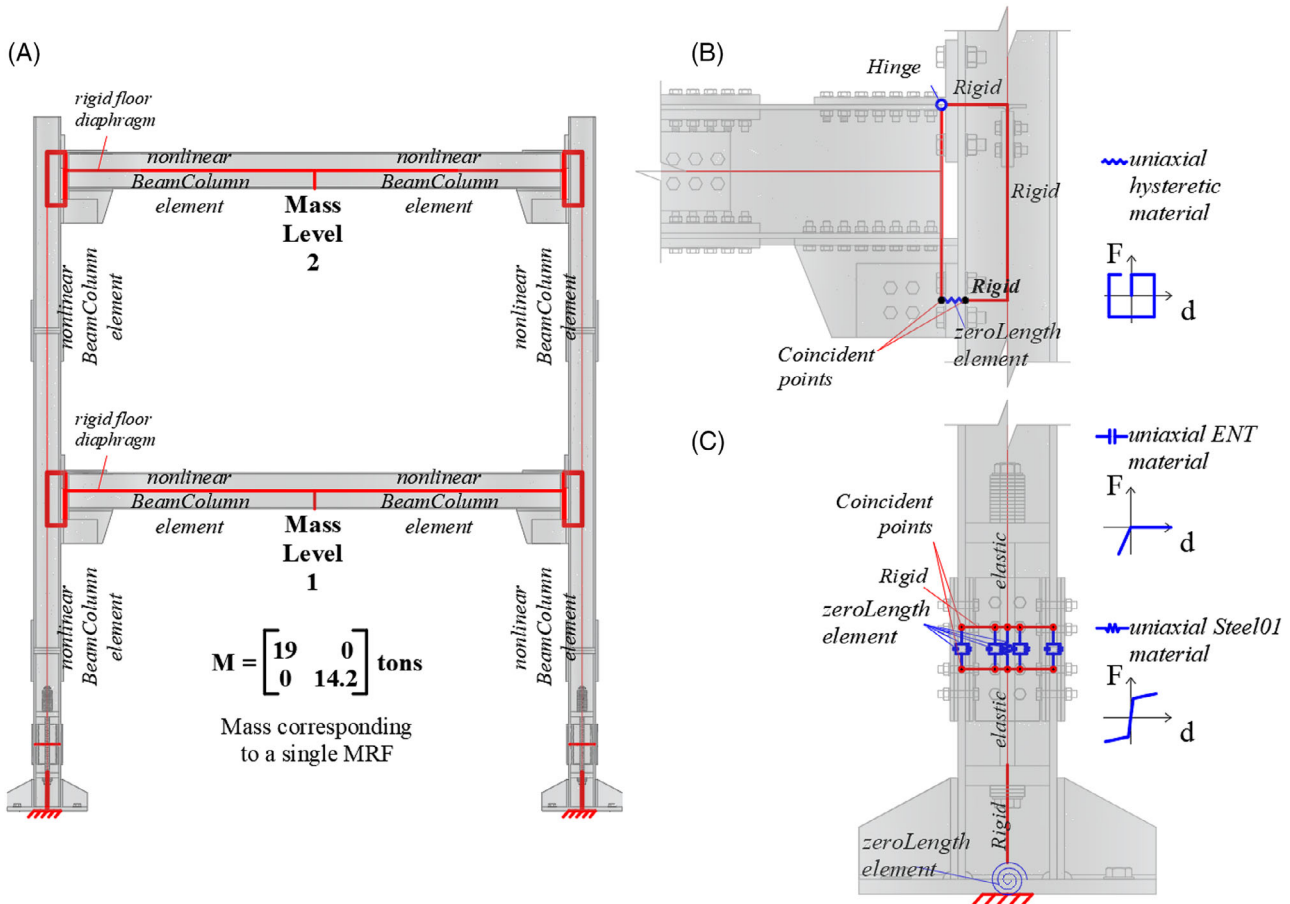 (A)
rigid floor
diaphragm
nonlinear
BeamColumn
element
nonlinear
BeamColumn
element
Mass
Level
2
nonlinear
BeamColumn
element
nonlinear
BeamColumn
element
rigid floor
diaphragm
nonlinear
BeamColumn
element
nonlinear
BeamColumn
element
Mass
Level
1
nonlinear
BeamColumn
element
nonlinear
BeamColumn
element
M = [19 0
0 14.2] tons
Mass corresponding
to a single MRF
(B)
Hinge
Rigid
Rigid
Rigid
zeroLength
element
Coincident
points
uniaxial
hysteretic
material
F
d
(C)
Coincident
points
Rigid
zeroLength
element
elastic
elastic
Rigid
zeroLength
element
uniaxial ENT
material
F
d
uniaxial Steel01
material
F
d